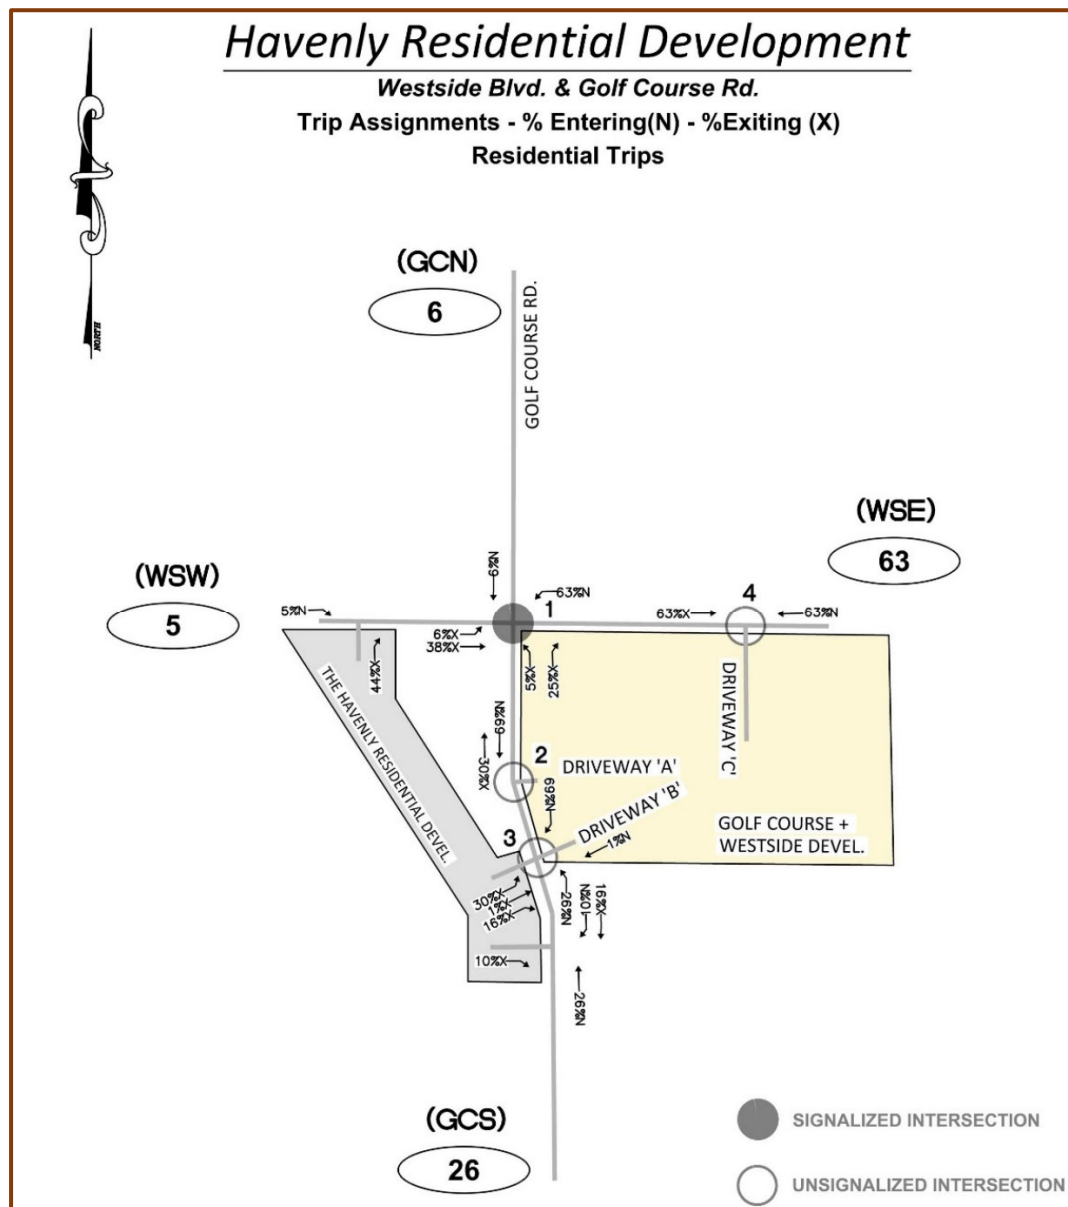 Havenly Residential Development
Westside Blvd. & Golf Course Rd.
Trip Assignments - % Entering(N) - %Exiting (X)
Residential Trips
NORTH
(GCN)
6
GOLF COURSE RD.
(WSE)
63
(WSW)
5
6%N
63%N
1
4
5%N
63%X
63%N
6%X
38%X
44%X
5%X
25%X
THE HAVENLY RESIDENTIAL DEVEL.
DRIVEWAY 'C'
69%N
30%X
2
DRIVEWAY 'A'
69%N
DRIVEWAY 'B'
3
1%N
GOLF COURSE +
WESTSIDE DEVEL.
30%X
1%X
16%X
26%N
10%N
16%X
10%X
26%N
(GCS)
26
SIGNALIZED INTERSECTION
UNSIGNALIZED INTERSECTION